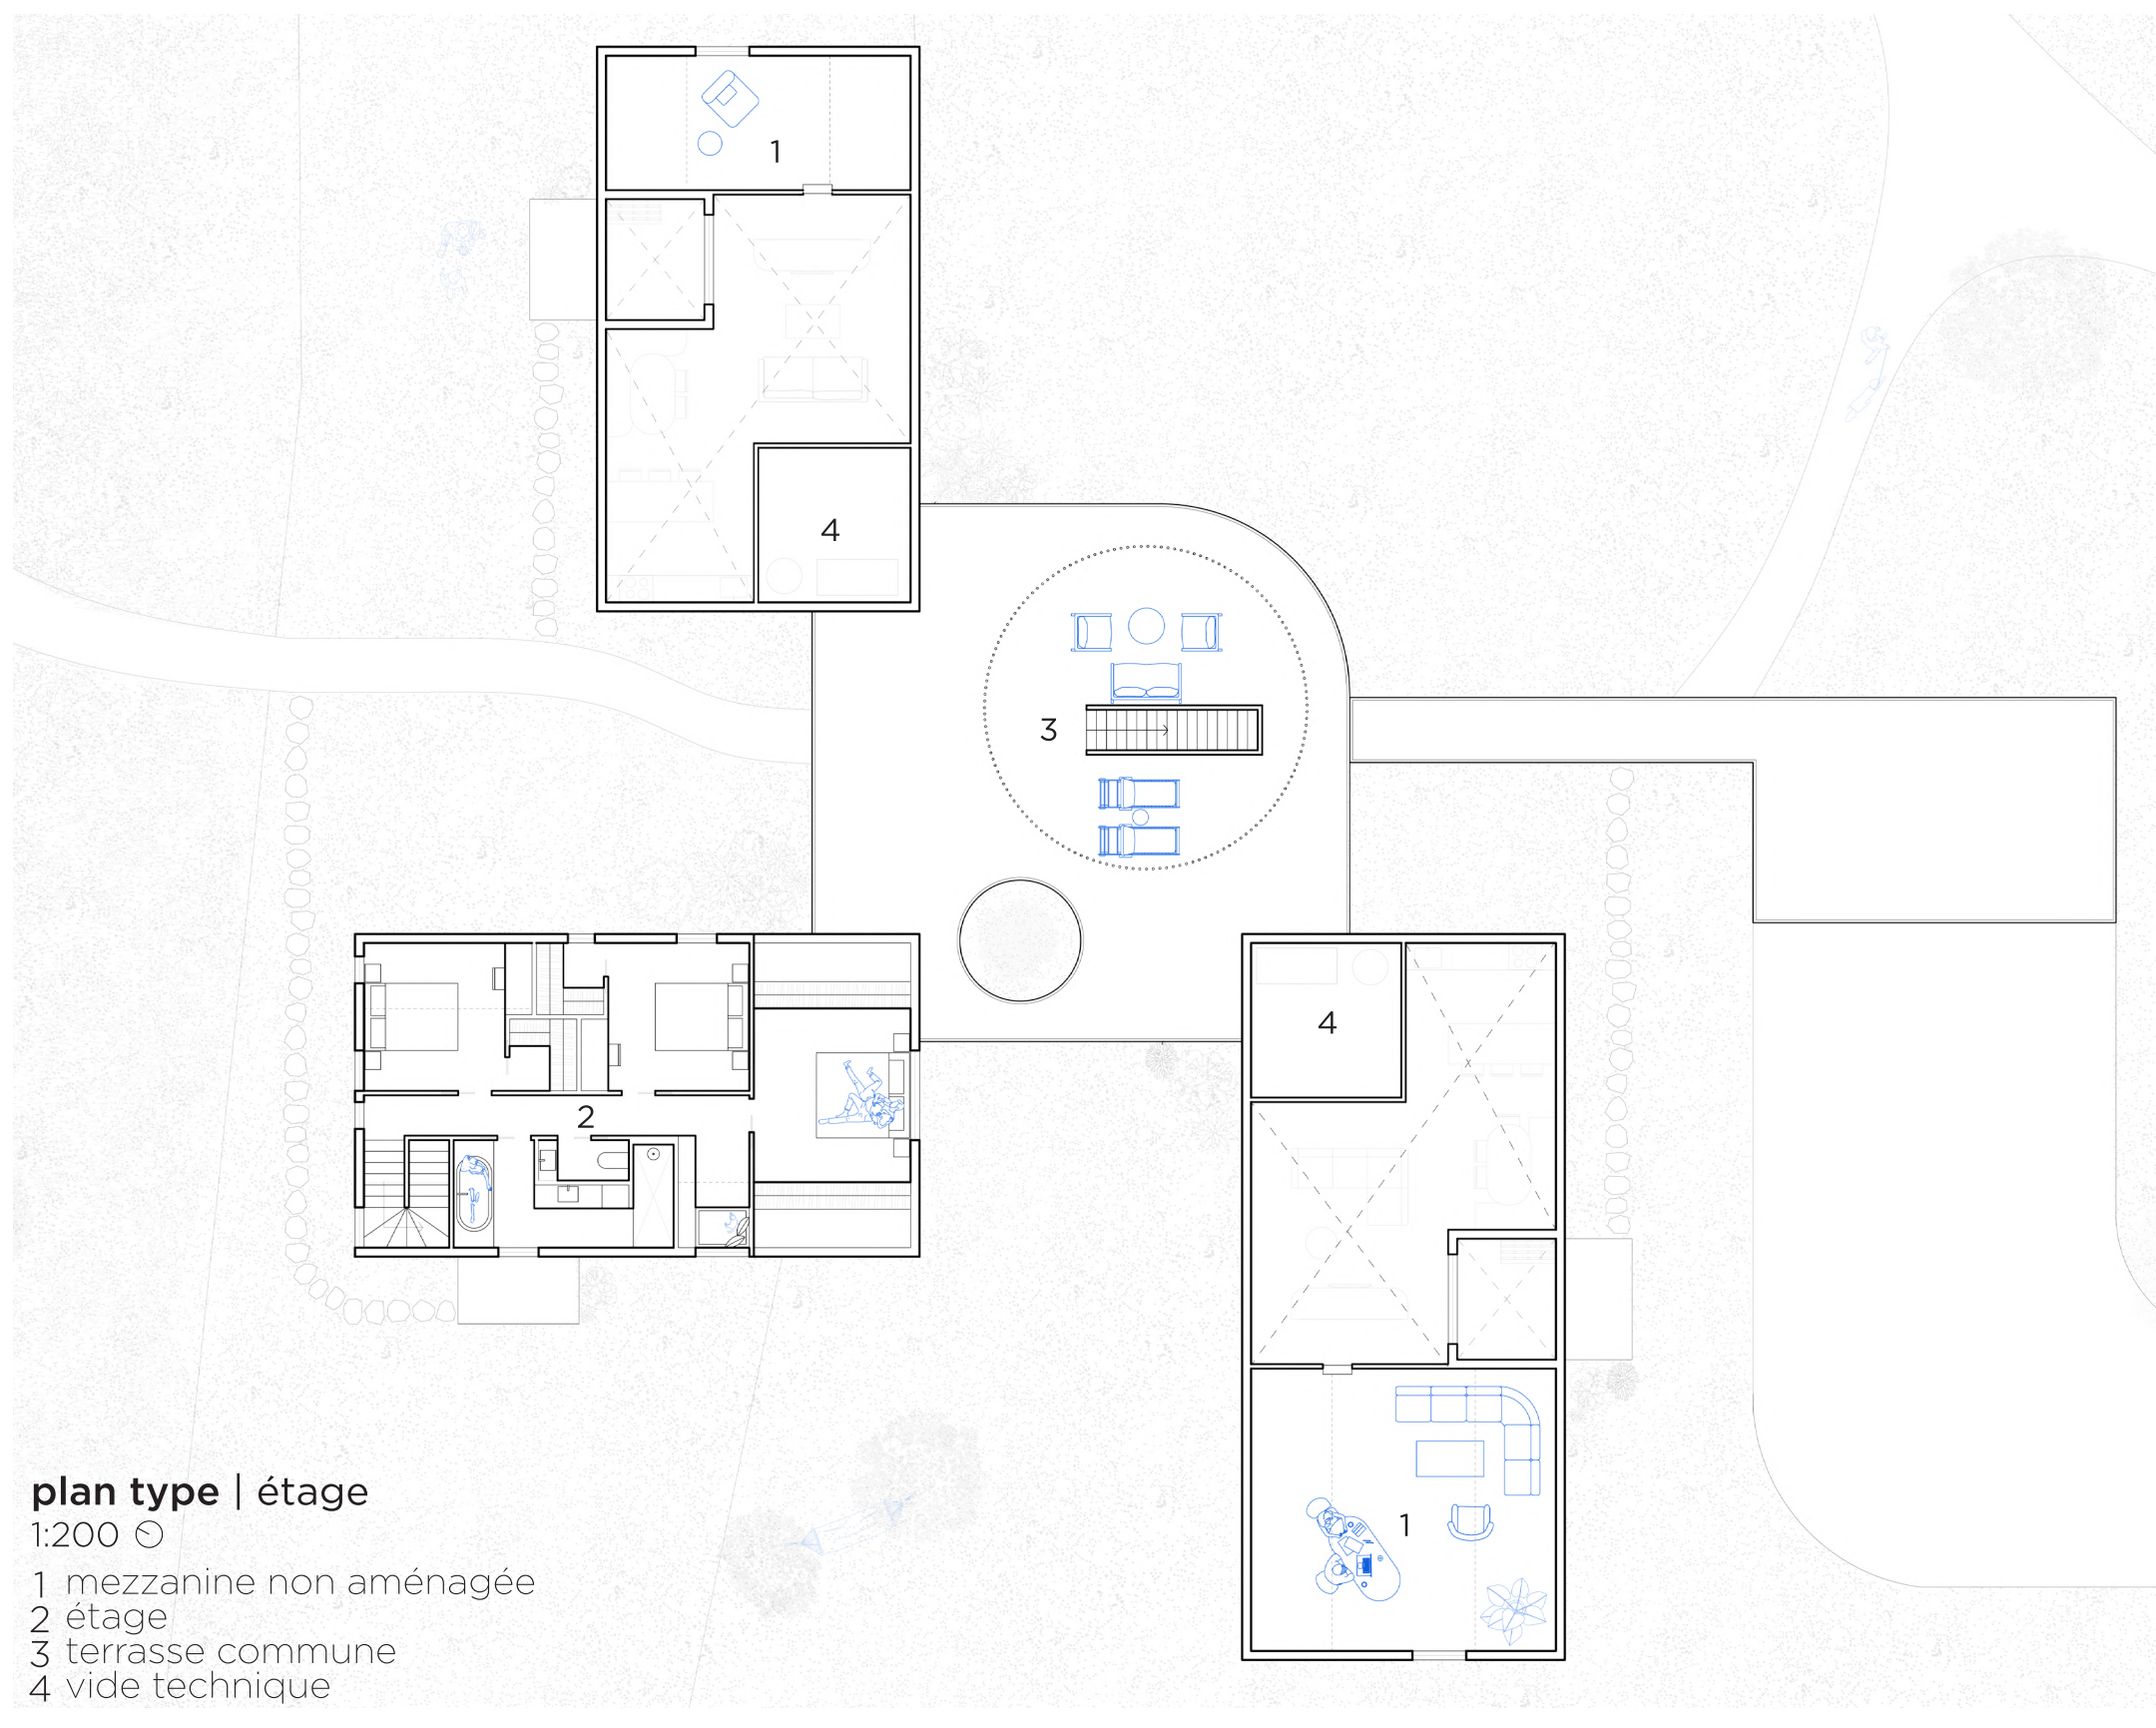 1
4
3
2
4
1
plan type | étage
1:200
1 mezzanine non aménagée
2 étage
3 terrasse commune
4 vide technique